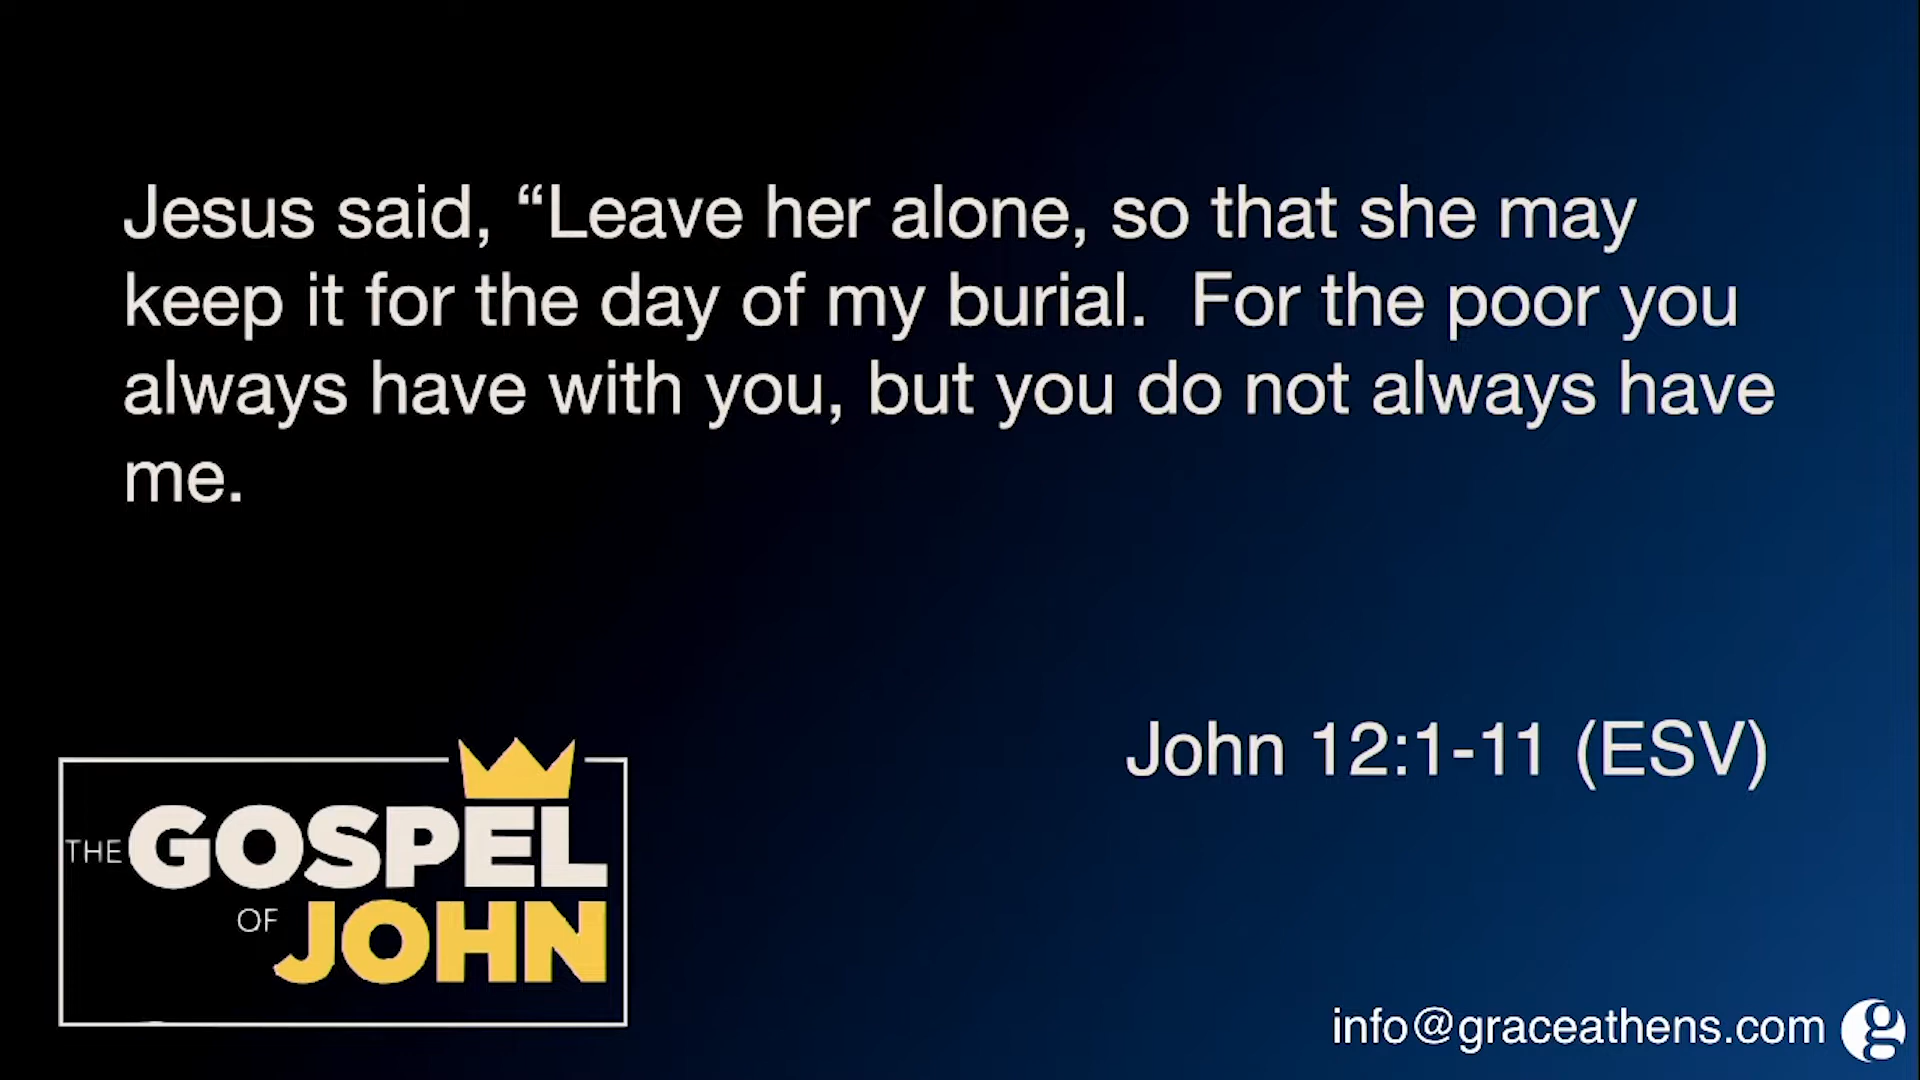 Jesus said, “Leave her alone, so that she may
keep it for the day of my burial.  For the poor you
always have with you, but you do not always have
me.
John 12:1-11 (ESV)
THE GOSPEL
OF JOHN
info@graceathens.com g